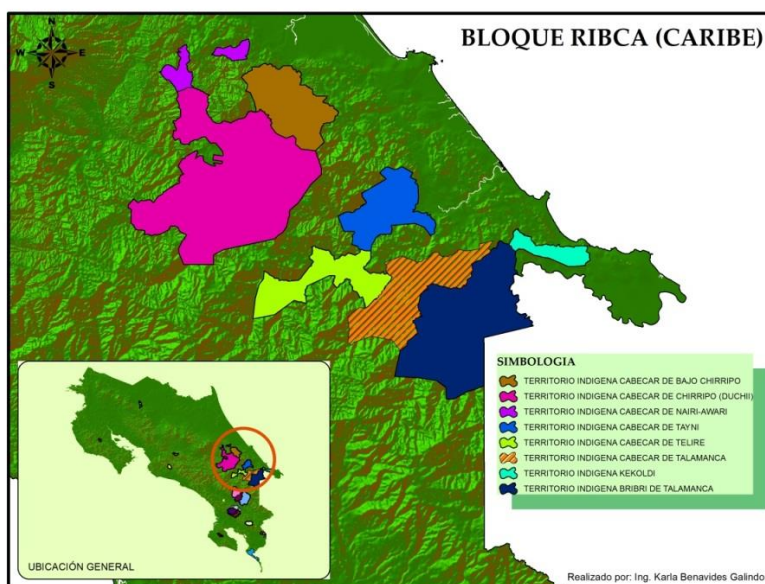 BLOQUE RIBCA (CARIBE)
N
W E
S
SIMBOLOGIA
TERRITORIO INDIGENA CABECAR DE BAJO CHIRRIPO
TERRITORIO INDIGENA CABECAR DE CHIRRIPO (DUCHII)
TERRITORIO INDIGENA CABECAR DE NAIRI-AWARI
TERRITORIO INDIGENA CABECAR DE TAYNI
TERRITORIO INDIGENA CABECAR DE TELIRE
TERRITORIO INDIGENA CABECAR DE TALAMANCA
TERRITORIO INDIGENA KEKOLDI
TERRITORIO INDIGENA BRIBRI DE TALAMANCA
UBICACIÓN GENERAL
Realizado por: Ing. Karla Benavides Galindo